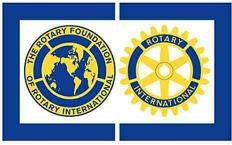 THE ROTARY FOUNDATION
OF ROTARY INTERNATIONAL
ROTARY
INTERNATIONAL